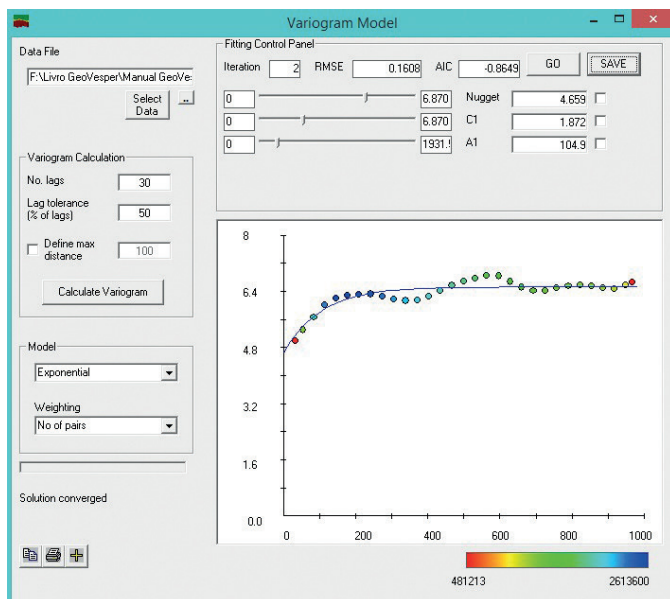 Variogram Model
Data File
F:\Livro GeoVesper\Manual GeoVe:
Select Data
..
Variogram Calculation
No. lags 30
Lag tolerance (% of lags) 50
Define max distance 100
Calculate Variogram
Model
Exponential
Weighting
No of pairs
Solution converged
Fitting Control Panel
Iteration 2 RMSE 0.1608 AIC -0.8649 GO SAVE
0 6.870 Nugget 4.659
0 6.870 C1 1.872
0 1931. A1 104.9
8
6.4
4.8
3.2
1.6
0.0
0 200 400 600 800 1000
481213 2613600